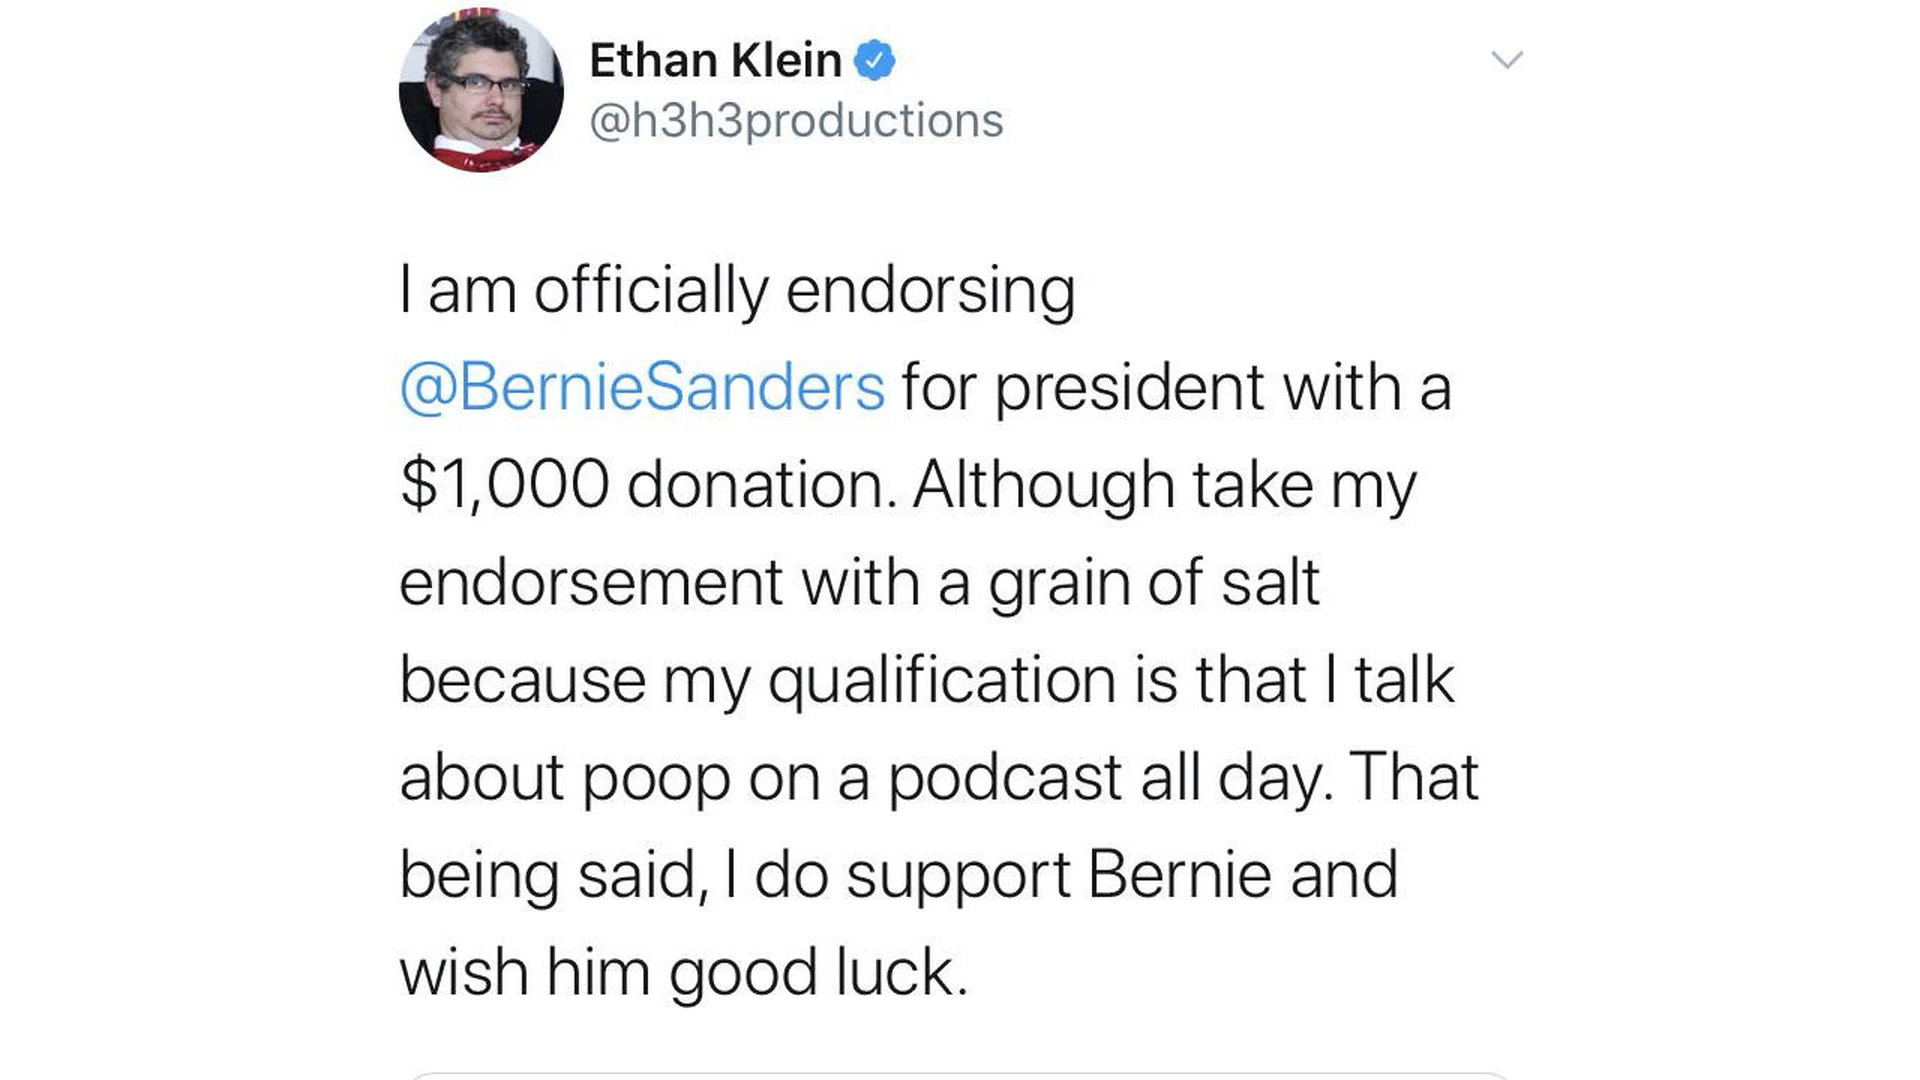 Ethan Klein
@h3h3productions
I am officially endorsing
@BernieSanders for president with a
$1,000 donation. Although take my
endorsement with a grain of salt
because my qualification is that I talk
about poop on a podcast all day. That
being said, I do support Bernie and
wish him good luck.